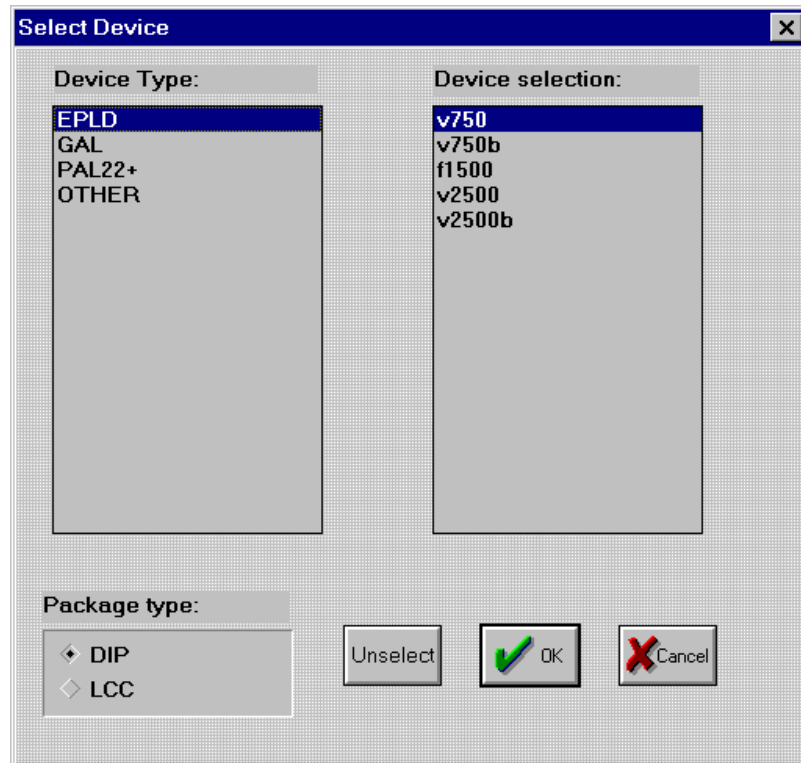 Select Device
Device Type:
EPLD
GAL
PAL22+
OTHER
Device selection:
v750
v750b
f1500
v2500
v2500b
Package type:
DIP
LCC
Unselect
OK
Cancel